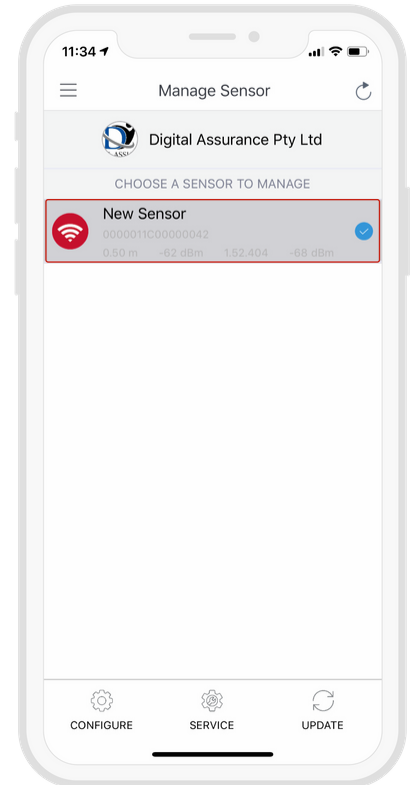 11:34
Manage Sensor
Digital Assurance Pty Ltd
CHOOSE A SENSOR TO MANAGE
New Sensor
0000011C00000042
0.50 m -62 dBm 1.52.404 -68 dBm
CONFIGURE SERVICE UPDATE